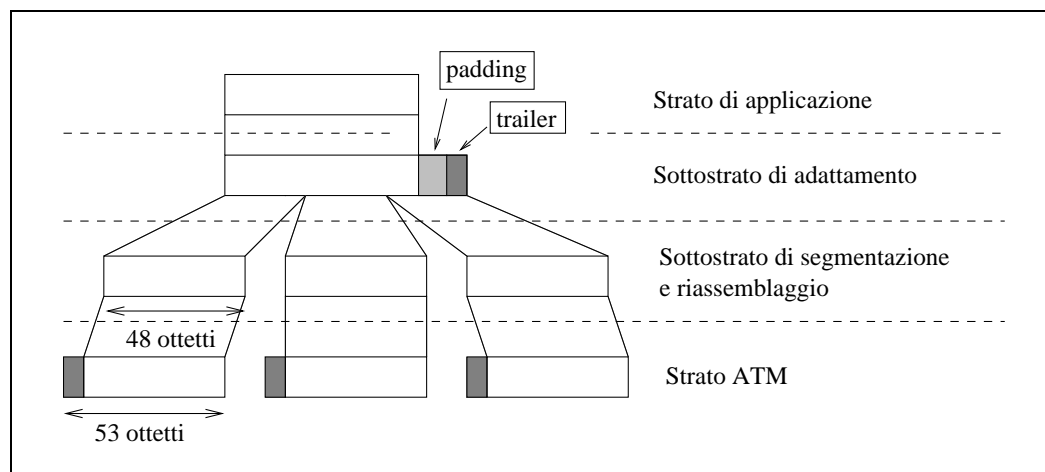 padding
Strato di applicazione
trailer
Sottostrato di adattamento
Sottostrato di segmentazione
e riassemblaggio
48 ottetti
Strato ATM
53 ottetti